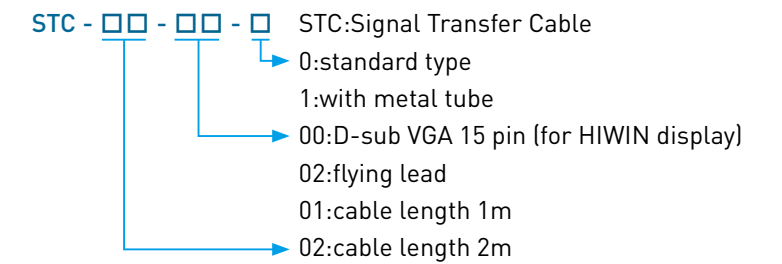 STC - □□ - □□ - □ STC:Signal Transfer Cable
0:standard type
1:with metal tube
00:D-sub VGA 15 pin (for HIWIN display)
02:flying lead
01:cable length 1m
02:cable length 2m